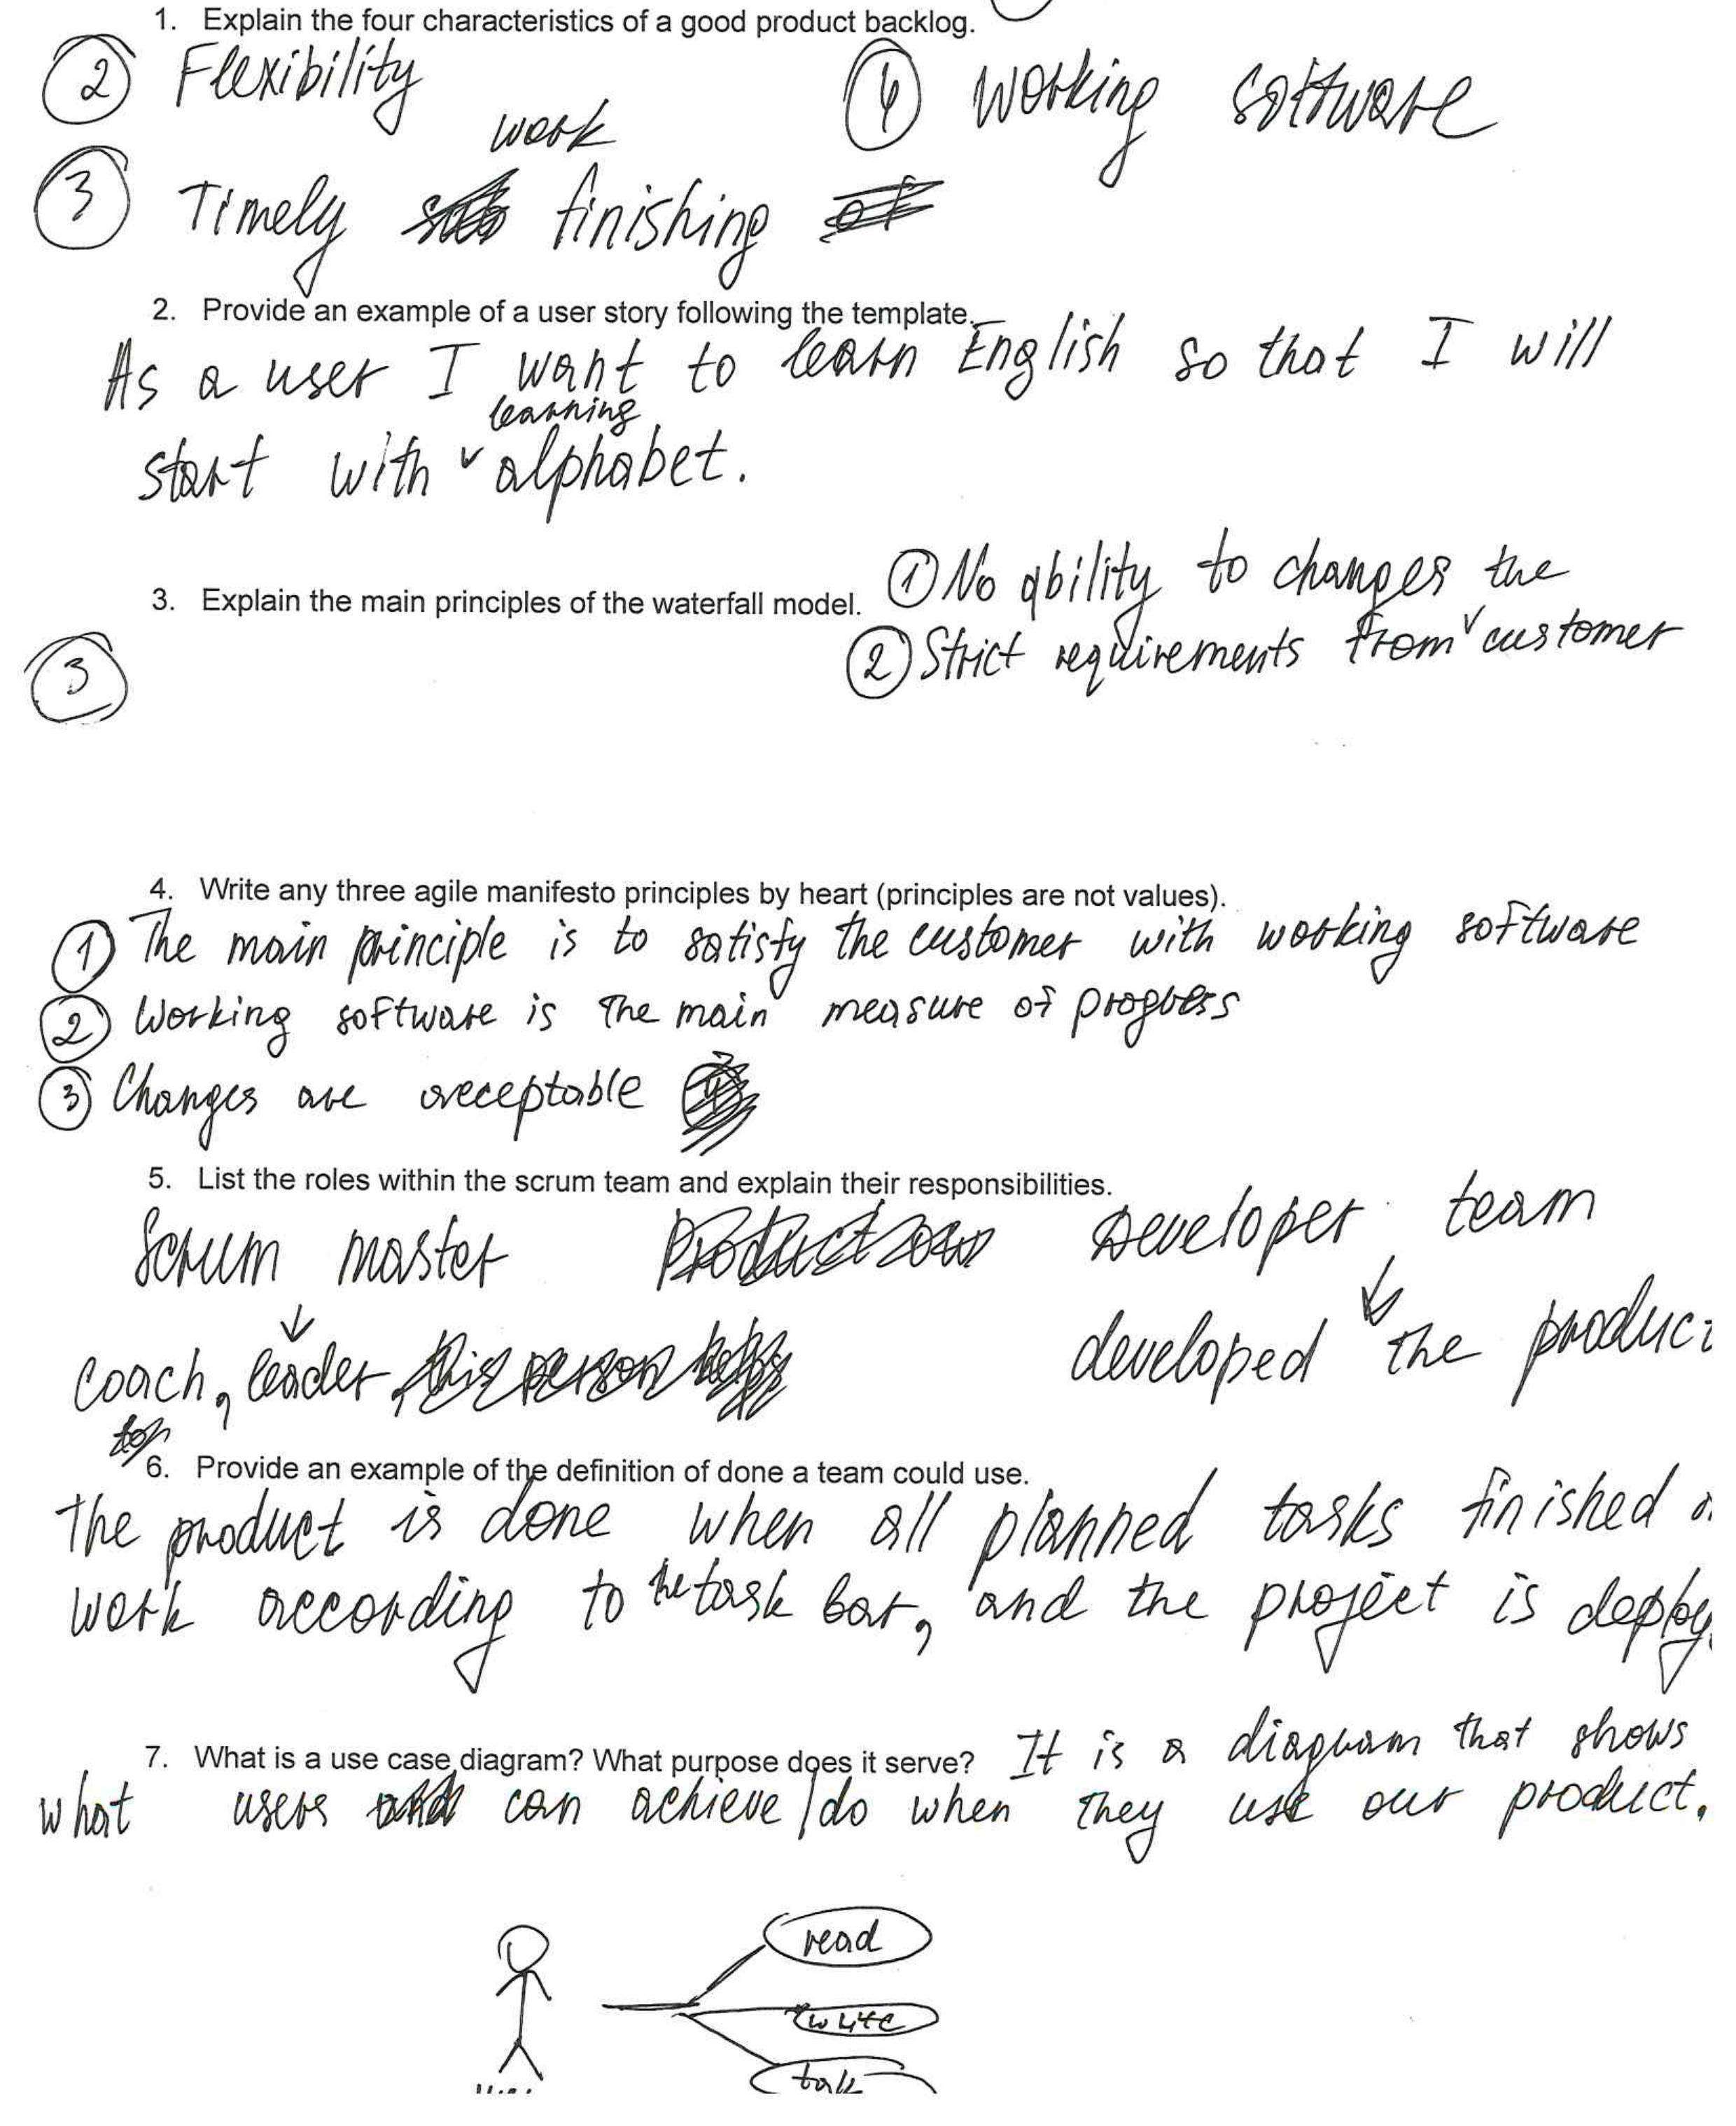 1. Explain the four characteristics of a good product backlog.
② Flexibility ④ Working software
work
③ Timely finishing
2. Provide an example of a user story following the template.
As a user I want to learn English so that I will
learning
start with ᵛ alphabet.
① No ability to changes the
3. Explain the main principles of the waterfall model.
② Strict requirements from ᵛ customer
③
4. Write any three agile manifesto principles by heart (principles are not values).
① The main principle is to satisfy the customer with working software
② Working software is the main measure of progress
③ Changes are acceptable
5. List the roles within the scrum team and explain their responsibilities.
Scrum master Developer team
↓ ↓
coach, leader developed the product
6. Provide an example of the definition of done a team could use.
The product is done when all planned tasks finished
work according to the task bar, and the project is
7. What is a use case diagram? What purpose does it serve? It is a diagram that shows
what users can achieve / do when they use our product.
read
write
talk